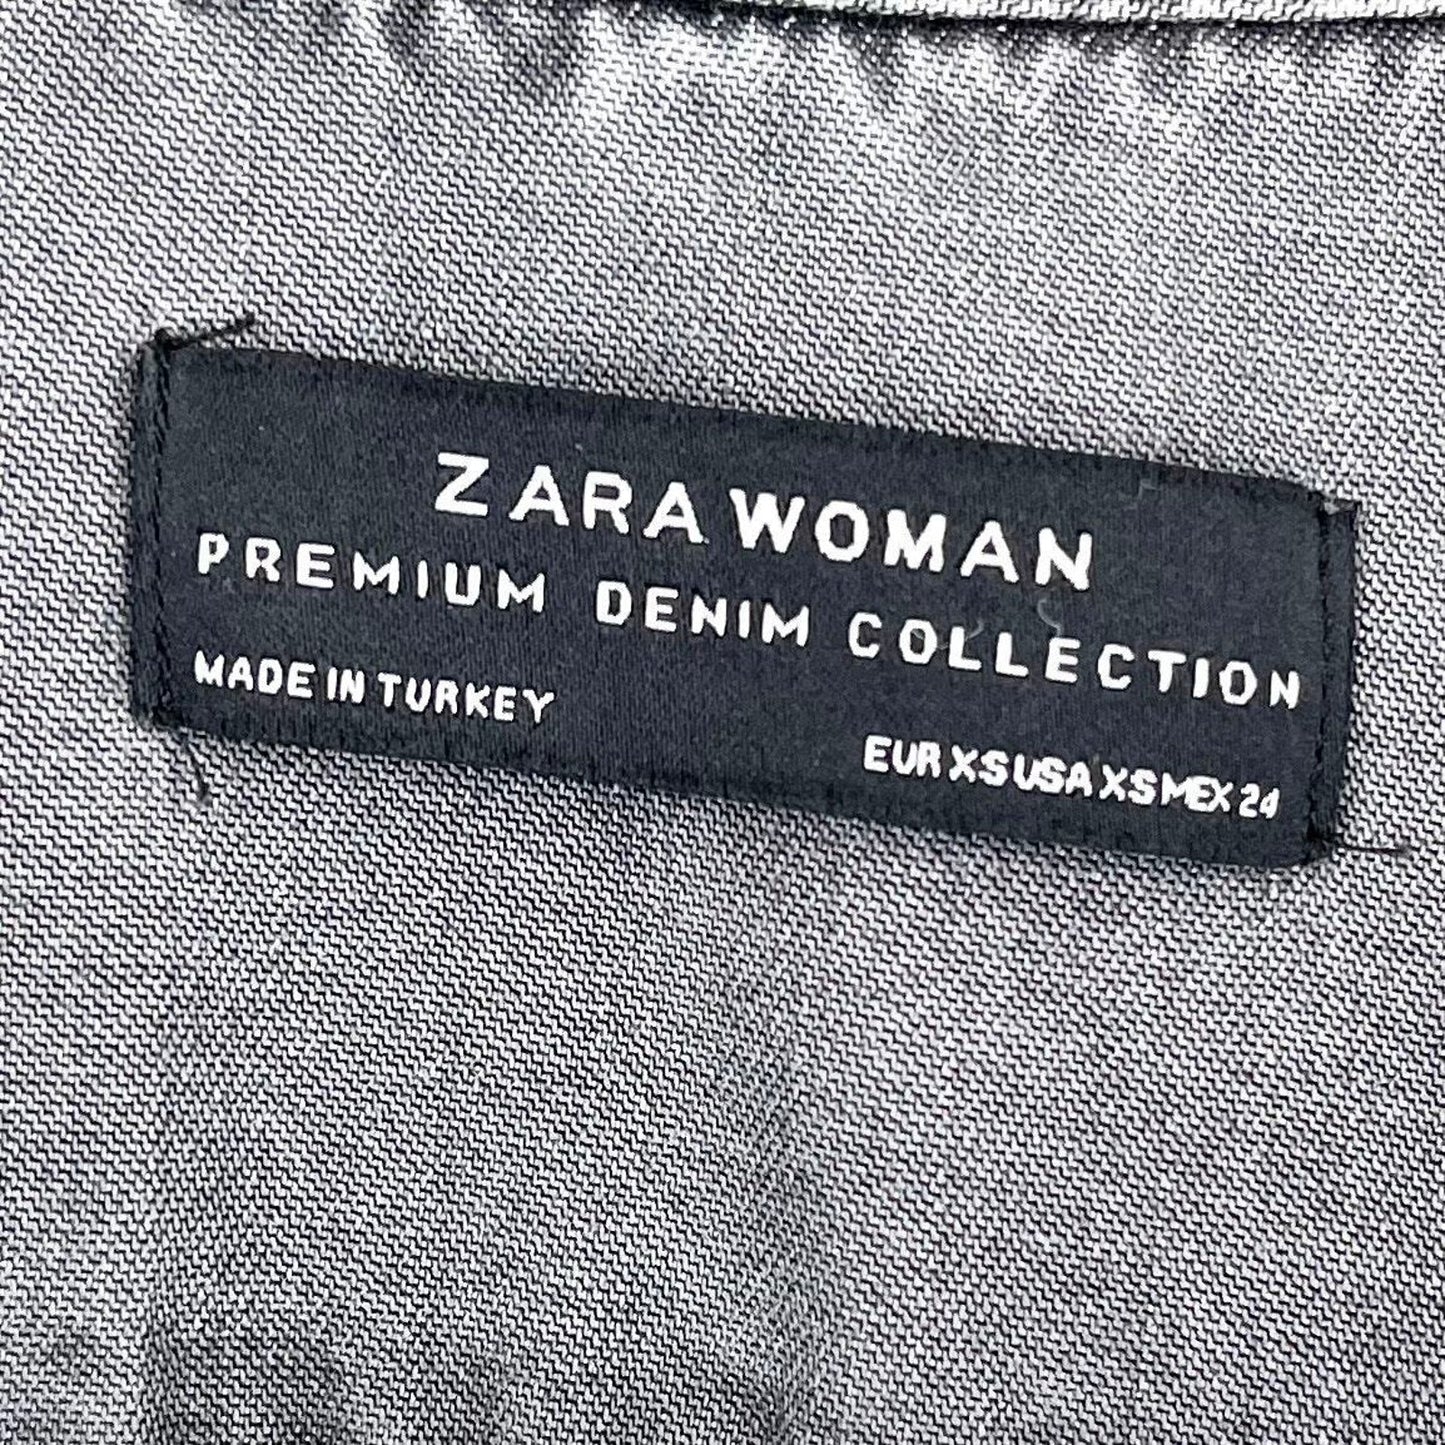 ZARA WOMAN
PREMIUM DENIM COLLECTION
MADE IN TURKEY
EUR XS USA XS MEX 24